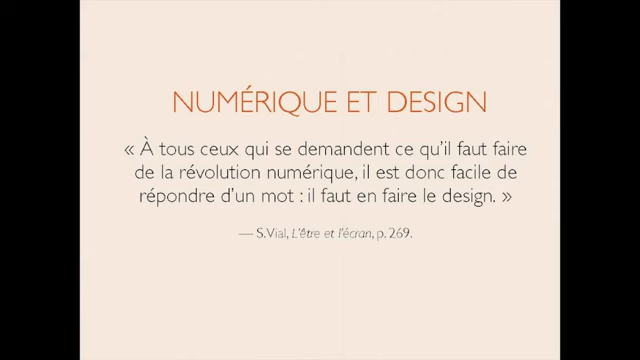 NUMÉRIQUE ET DESIGN
« À tous ceux qui se demandent ce qu’il faut faire
de la révolution numérique, il est donc facile de
répondre d’un mot : il faut en faire le design. »
— S.Vial, L’être et l’écran, p. 269.